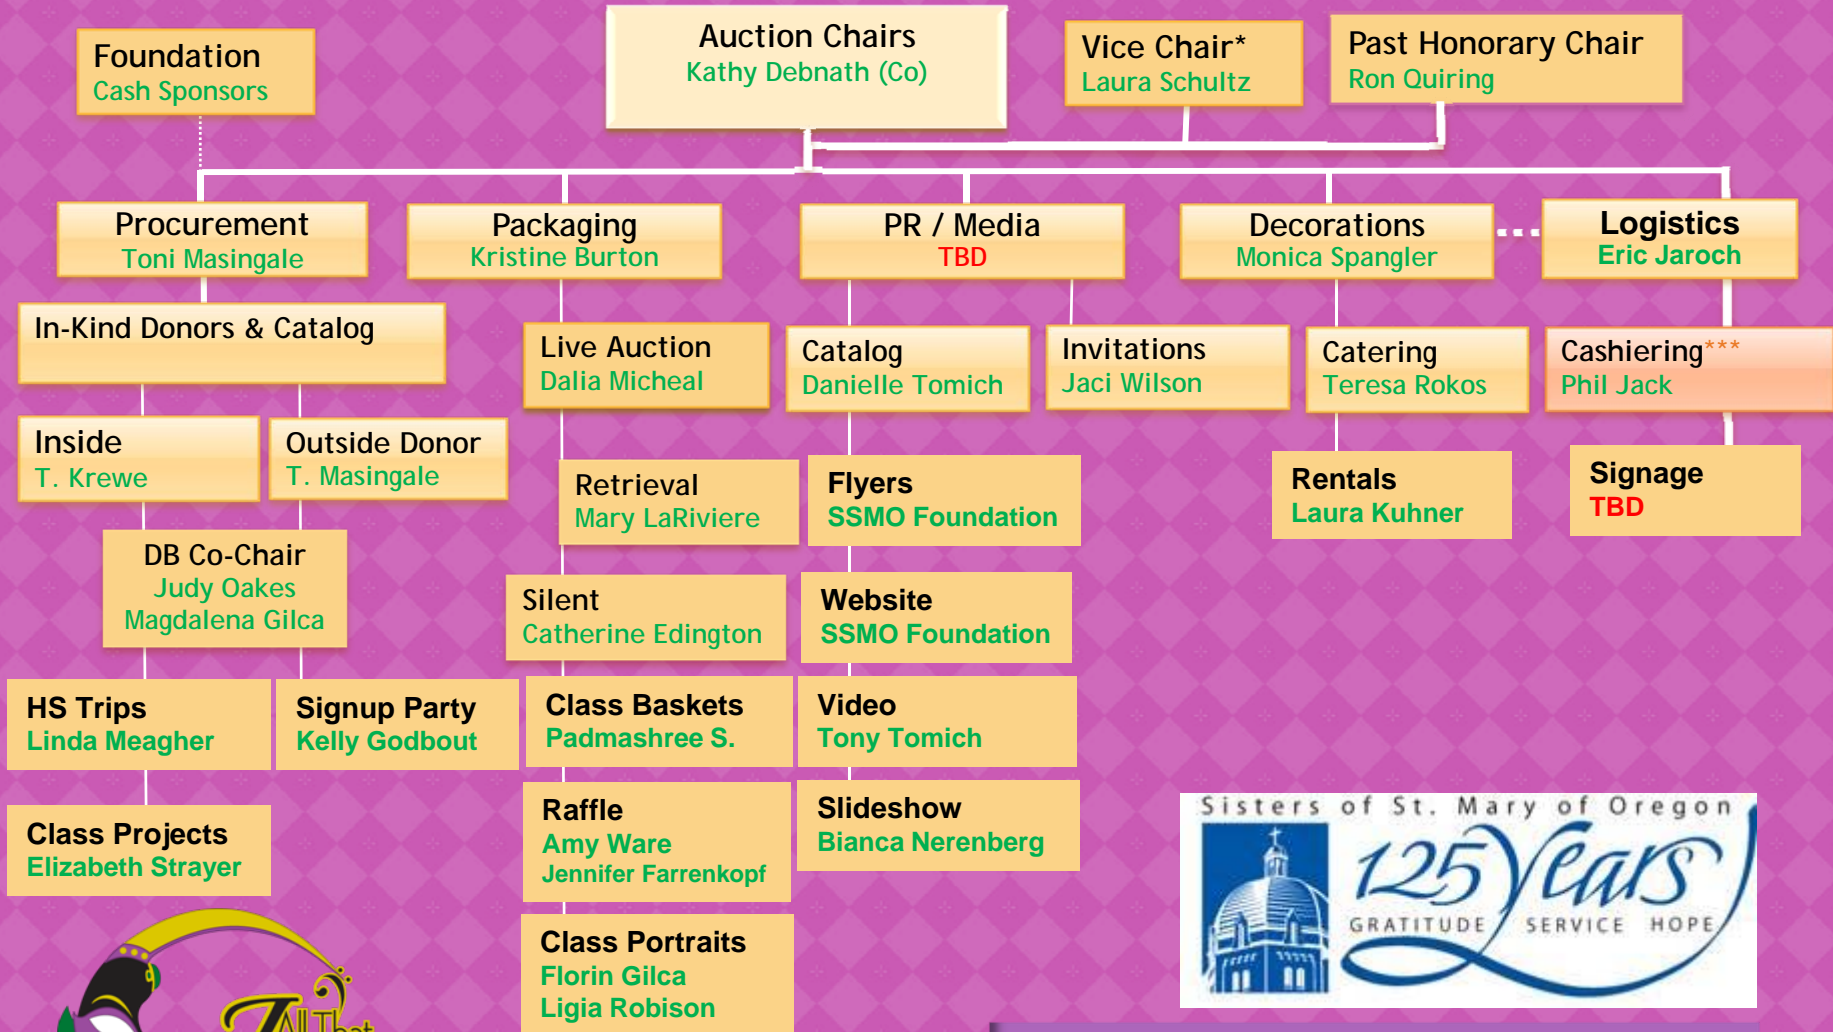 Foundation
Cash Sponsors
Auction Chairs
Kathy Debnath (Co)
Vice Chair*
Laura Schultz
Past Honorary Chair
Ron Quiring
Procurement
Toni Masingale
Packaging
Kristine Burton
PR / Media
TBD
Decorations
Monica Spangler
Logistics
Eric Jaroch
In-Kind Donors & Catalog
Live Auction
Dalia Micheal
Catalog
Danielle Tomich
Invitations
Jaci Wilson
Catering
Teresa Rokos
Cashiering***
Phil Jack
Inside
T. Krewe
Outside Donor
T. Masingale
Retrieval
Mary LaRiviere
Flyers
SSMO Foundation
Rentals
Laura Kuhner
Signage
TBD
DB Co-Chair
Judy Oakes
Magdalena Gilca
Silent
Catherine Edington
Website
SSMO Foundation
HS Trips
Linda Meagher
Signup Party
Kelly Godbout
Class Baskets
Padmashree S.
Video
Tony Tomich
Class Projects
Elizabeth Strayer
Raffle
Amy Ware
Jennifer Farrenkopf
Slideshow
Bianca Nerenberg
Class Portraits
Florin Gilca
Ligia Robison
Sisters of St. Mary of Oregon
125 Years
GRATITUDE SERVICE HOPE
All That